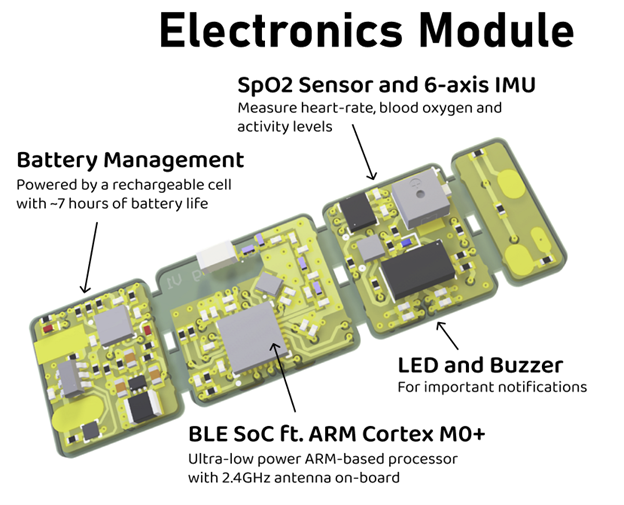 Electronics Module
SpO2 Sensor and 6-axis IMU
Measure heart-rate, blood oxygen and
activity levels
Battery Management
Powered by a rechargeable cell
with ~7 hours of battery life
LED and Buzzer
For important notifications
BLE SoC ft. ARM Cortex M0+
Ultra-low power ARM-based processor
with 2.4GHz antenna on-board